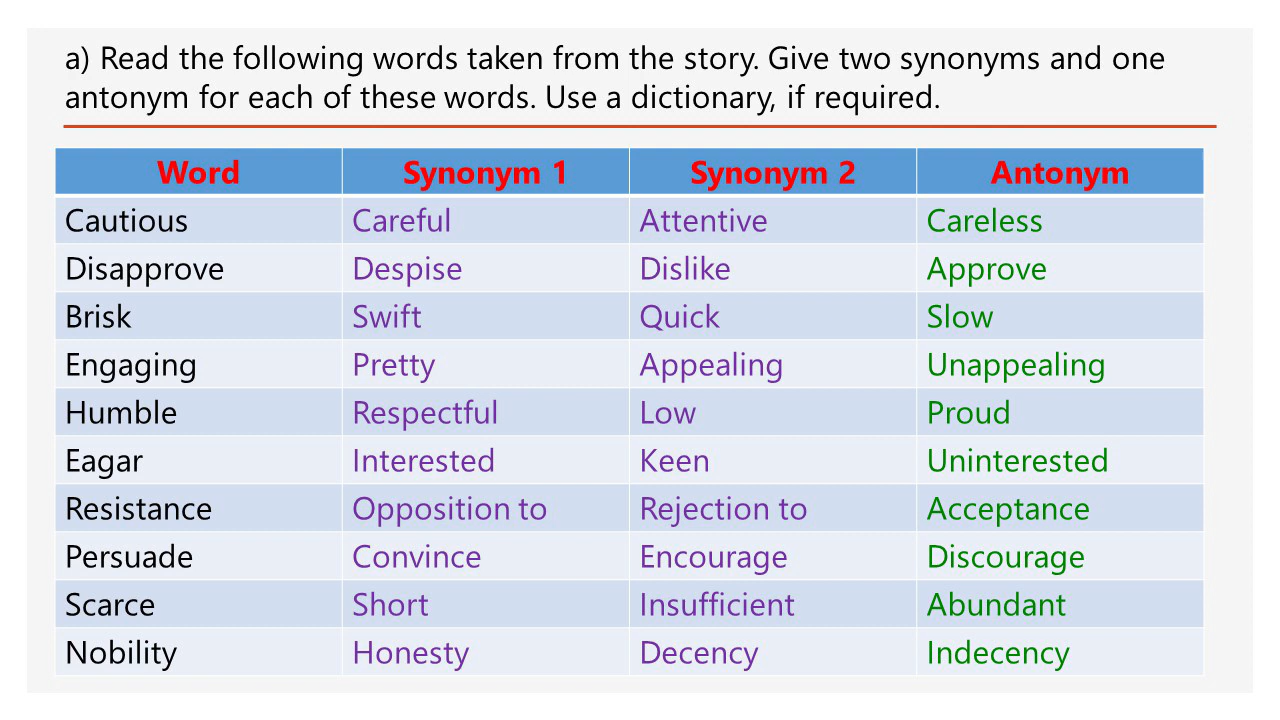 a) Read the following words taken from the story. Give two synonyms and one
antonym for each of these words. Use a dictionary, if required.
Word Synonym 1 Synonym 2 Antonym
Cautious Careful Attentive Careless
Disapprove Despise Dislike Approve
Brisk Swift Quick Slow
Engaging Pretty Appealing Unappealing
Humble Respectful Low Proud
Eagar Interested Keen Uninterested
Resistance Opposition to Rejection to Acceptance
Persuade Convince Encourage Discourage
Scarce Short Insufficient Abundant
Nobility Honesty Decency Indecency